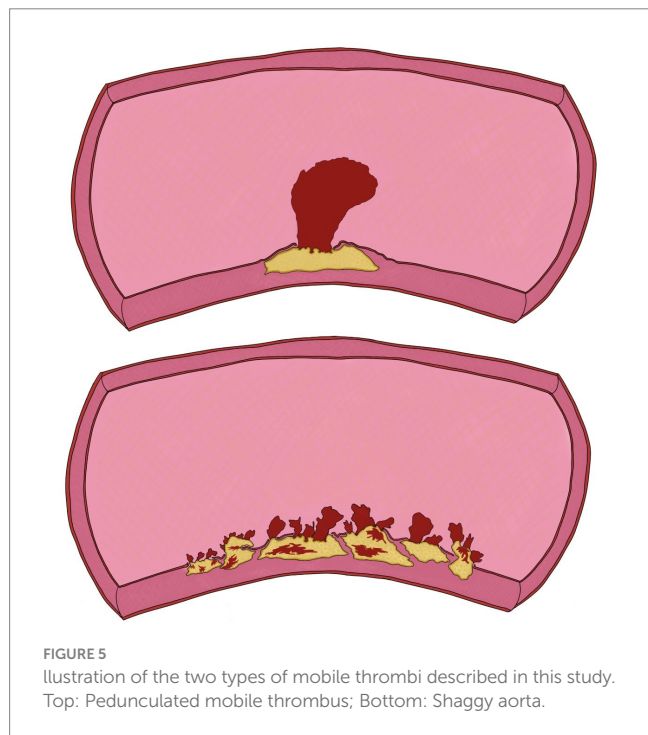 FIGURE 5
llustration of the two types of mobile thrombi described in this study.
Top: Pedunculated mobile thrombus; Bottom: Shaggy aorta.